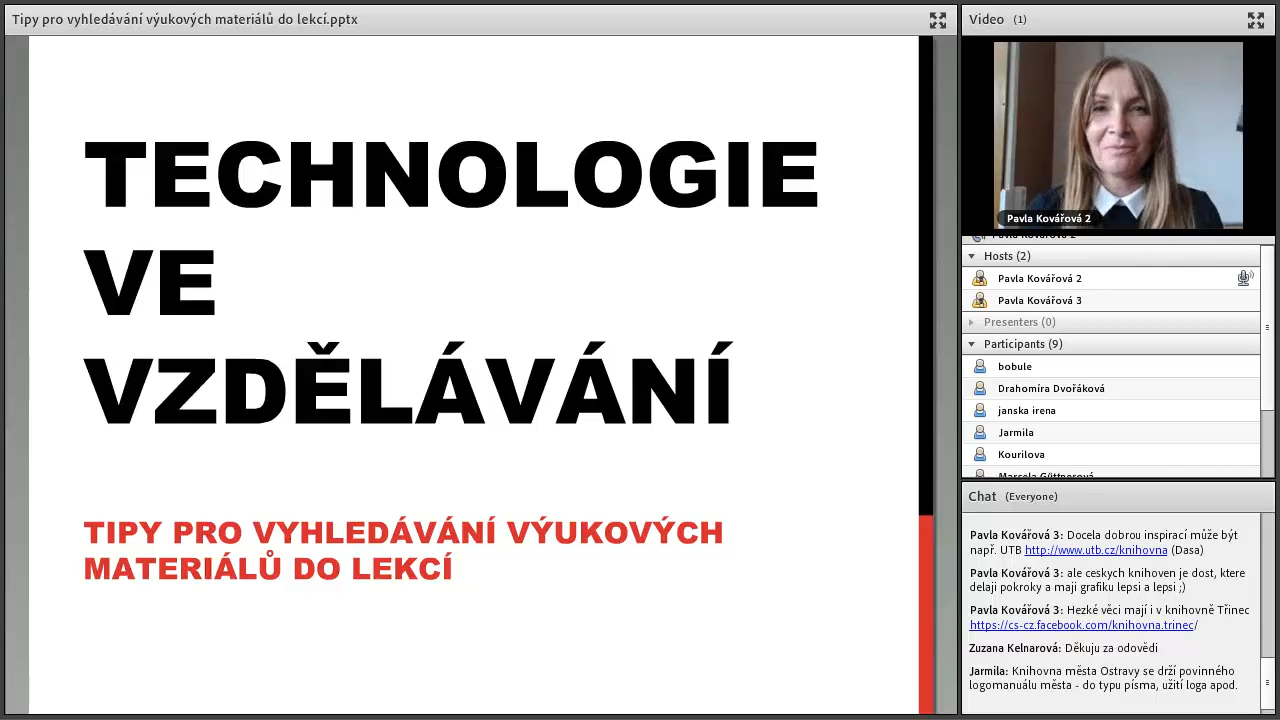 Tipy pro vyhledávání výukových materiálů do lekcí.pptx
TECHNOLOGIE
VE
VZDĚLÁVÁNÍ
TIPY PRO VYHLEDÁVÁNÍ VÝUKOVÝCH
MATERIÁLŮ DO LEKCÍ
Video (1)
Pavla Kovářová 2
Pavla Kovářová 2
Hosts (2)
Pavla Kovářová 2
Pavla Kovářová 3
Presenters (0)
Participants (9)
bobule
Drahomíra Dvořáková
janska irena
Jarmila
Kourilova
Marcela Güttnerová
Chat (Everyone)
Pavla Kovářová 3: Docela dobrou inspirací může být
např. UTB http://www.utb.cz/knihovna (Dasa)
Pavla Kovářová 3: ale ceskych knihoven je dost, ktere
delaji pokroky a maji grafiku lepsi a lepsi ;)
Pavla Kovářová 3: Hezké věci mají i v knihovně Třinec
https://cs-cz.facebook.com/knihovna.trinec/
Zuzana Kelnarová: Děkuju za odovědi
Jarmila: Knihovna města Ostravy se drží povinného
logomanuálu města - do typu písma, užití loga apod.